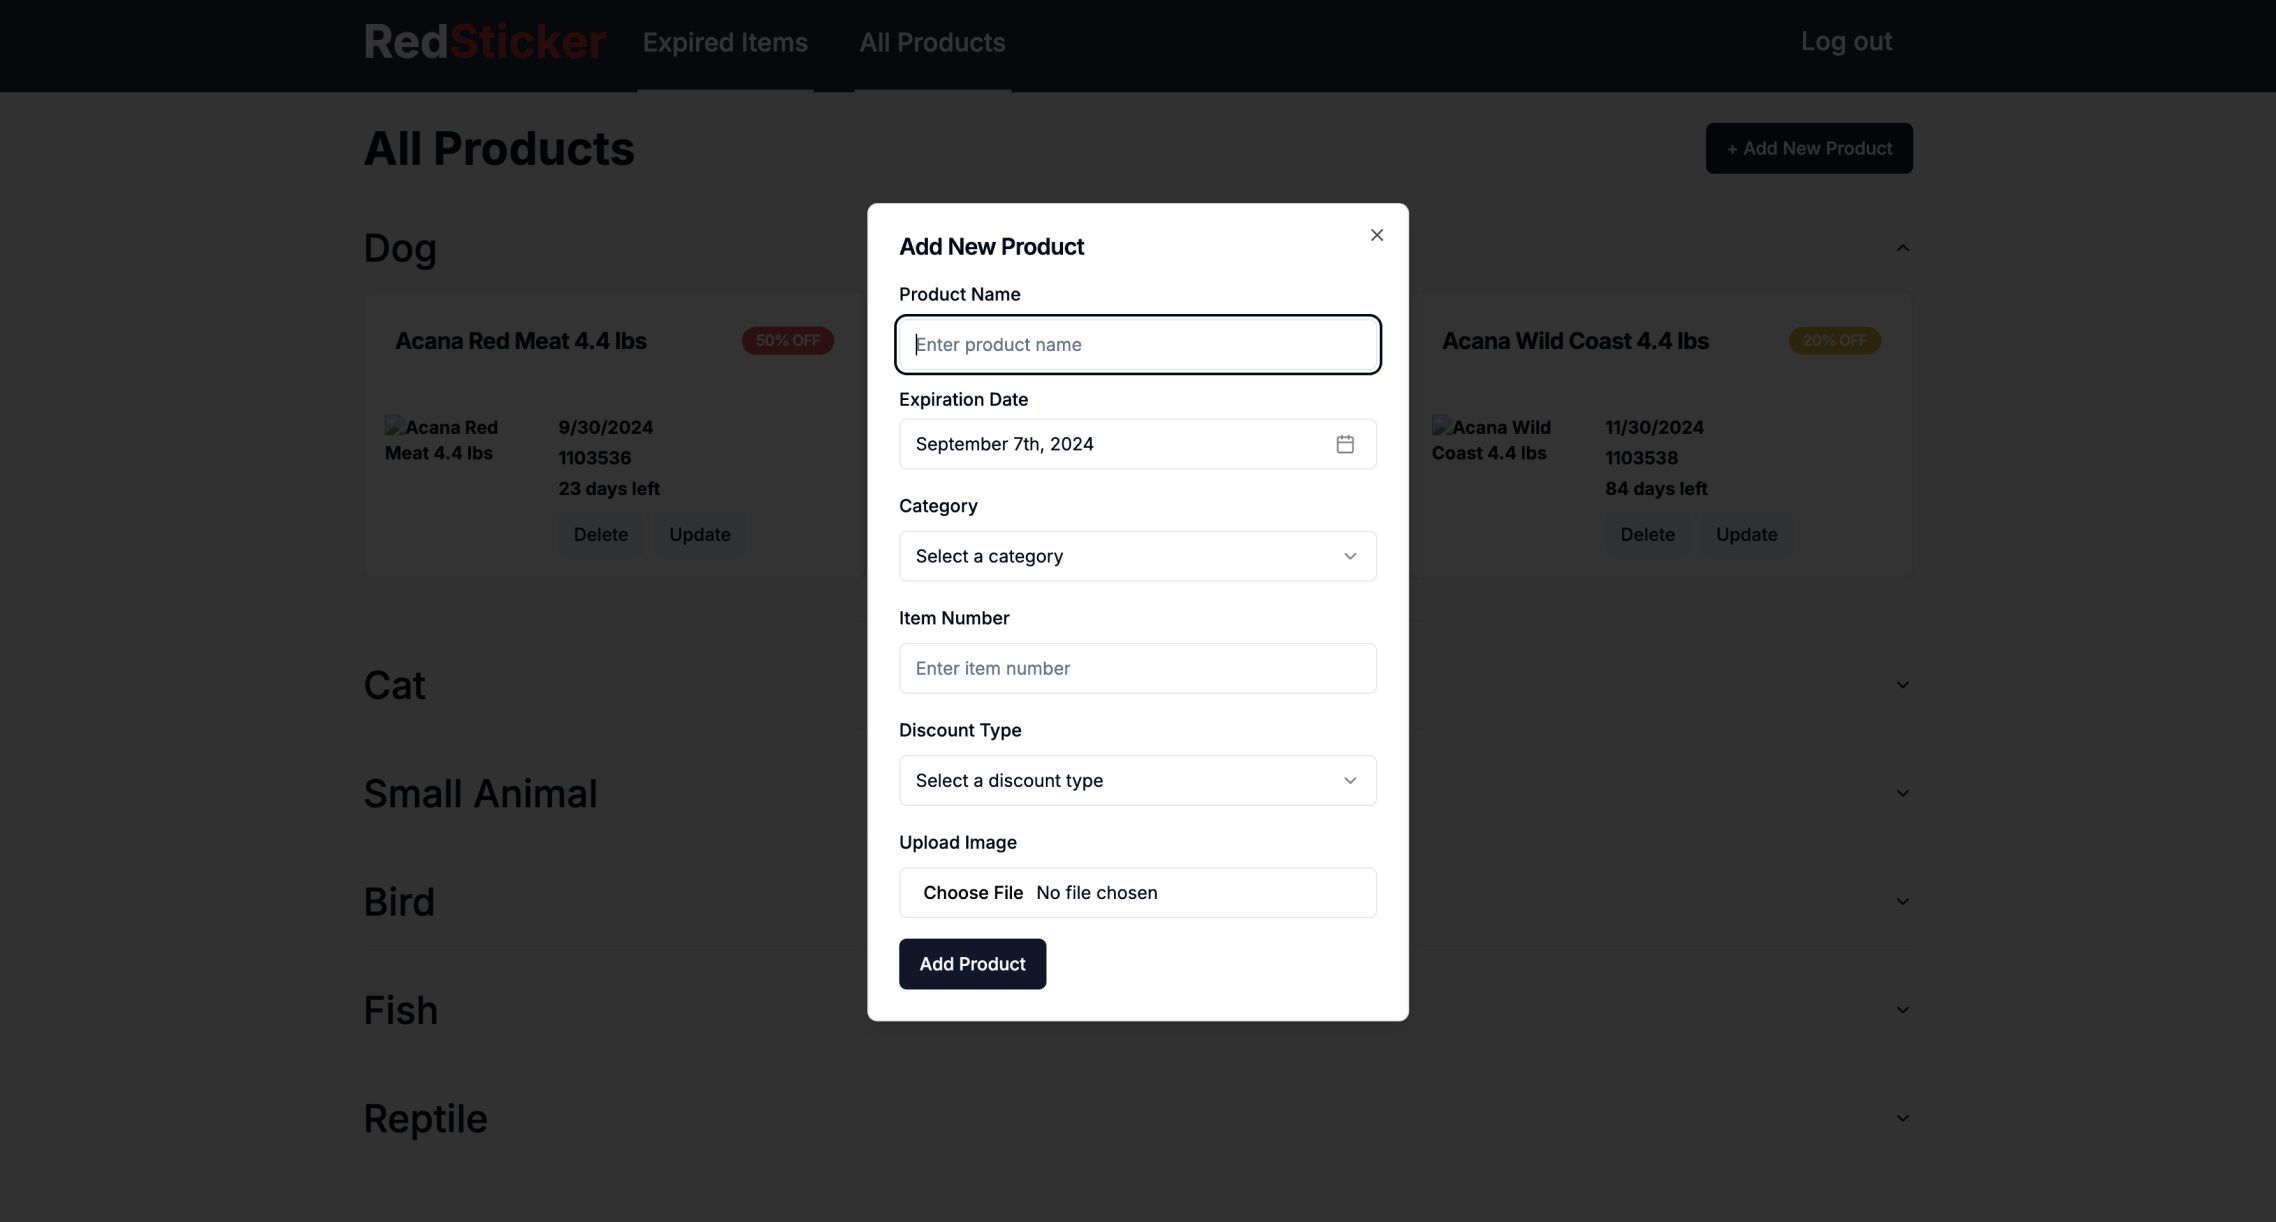 RedSticker
Expired Items
All Products
Log out
All Products
+ Add New Product
Dog
Acana Red Meat 4.4 lbs
50% OFF
Acana Red
Meat 4.4 lbs
9/30/2024
1103536
23 days left
Delete
Update
Acana Wild Coast 4.4 lbs
20% OFF
Acana Wild
Coast 4.4 lbs
11/30/2024
1103538
84 days left
Delete
Update
Cat
Small Animal
Bird
Fish
Reptile
Add New Product
Product Name
Enter product name
Expiration Date
September 7th, 2024
Category
Select a category
Item Number
Enter item number
Discount Type
Select a discount type
Upload Image
Choose File No file chosen
Add Product